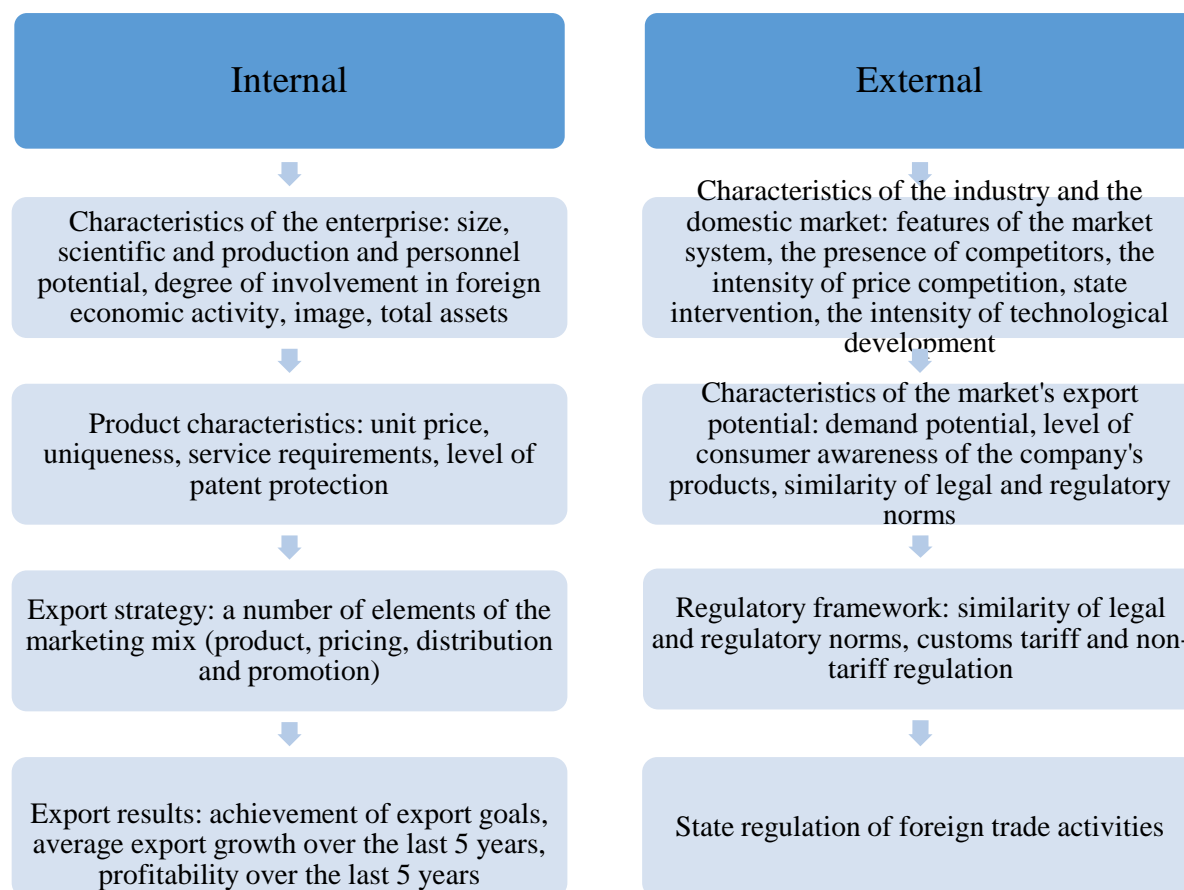 Internal
Characteristics of the enterprise: size,
scientific and production and personnel
potential, degree of involvement in foreign
economic activity, image, total assets
Product characteristics: unit price,
uniqueness, service requirements, level of
patent protection
Export strategy: a number of elements of the
marketing mix (product, pricing, distribution
and promotion)
Export results: achievement of export goals,
average export growth over the last 5 years,
profitability over the last 5 years
External
Characteristics of the industry and the
domestic market: features of the market
system, the presence of competitors, the
intensity of price competition, state
intervention, the intensity of technological
development
Characteristics of the market's export
potential: demand potential, level of
consumer awareness of the company's
products, similarity of legal and regulatory
norms
Regulatory framework: similarity of legal
and regulatory norms, customs tariff and non-
tariff regulation
State regulation of foreign trade activities